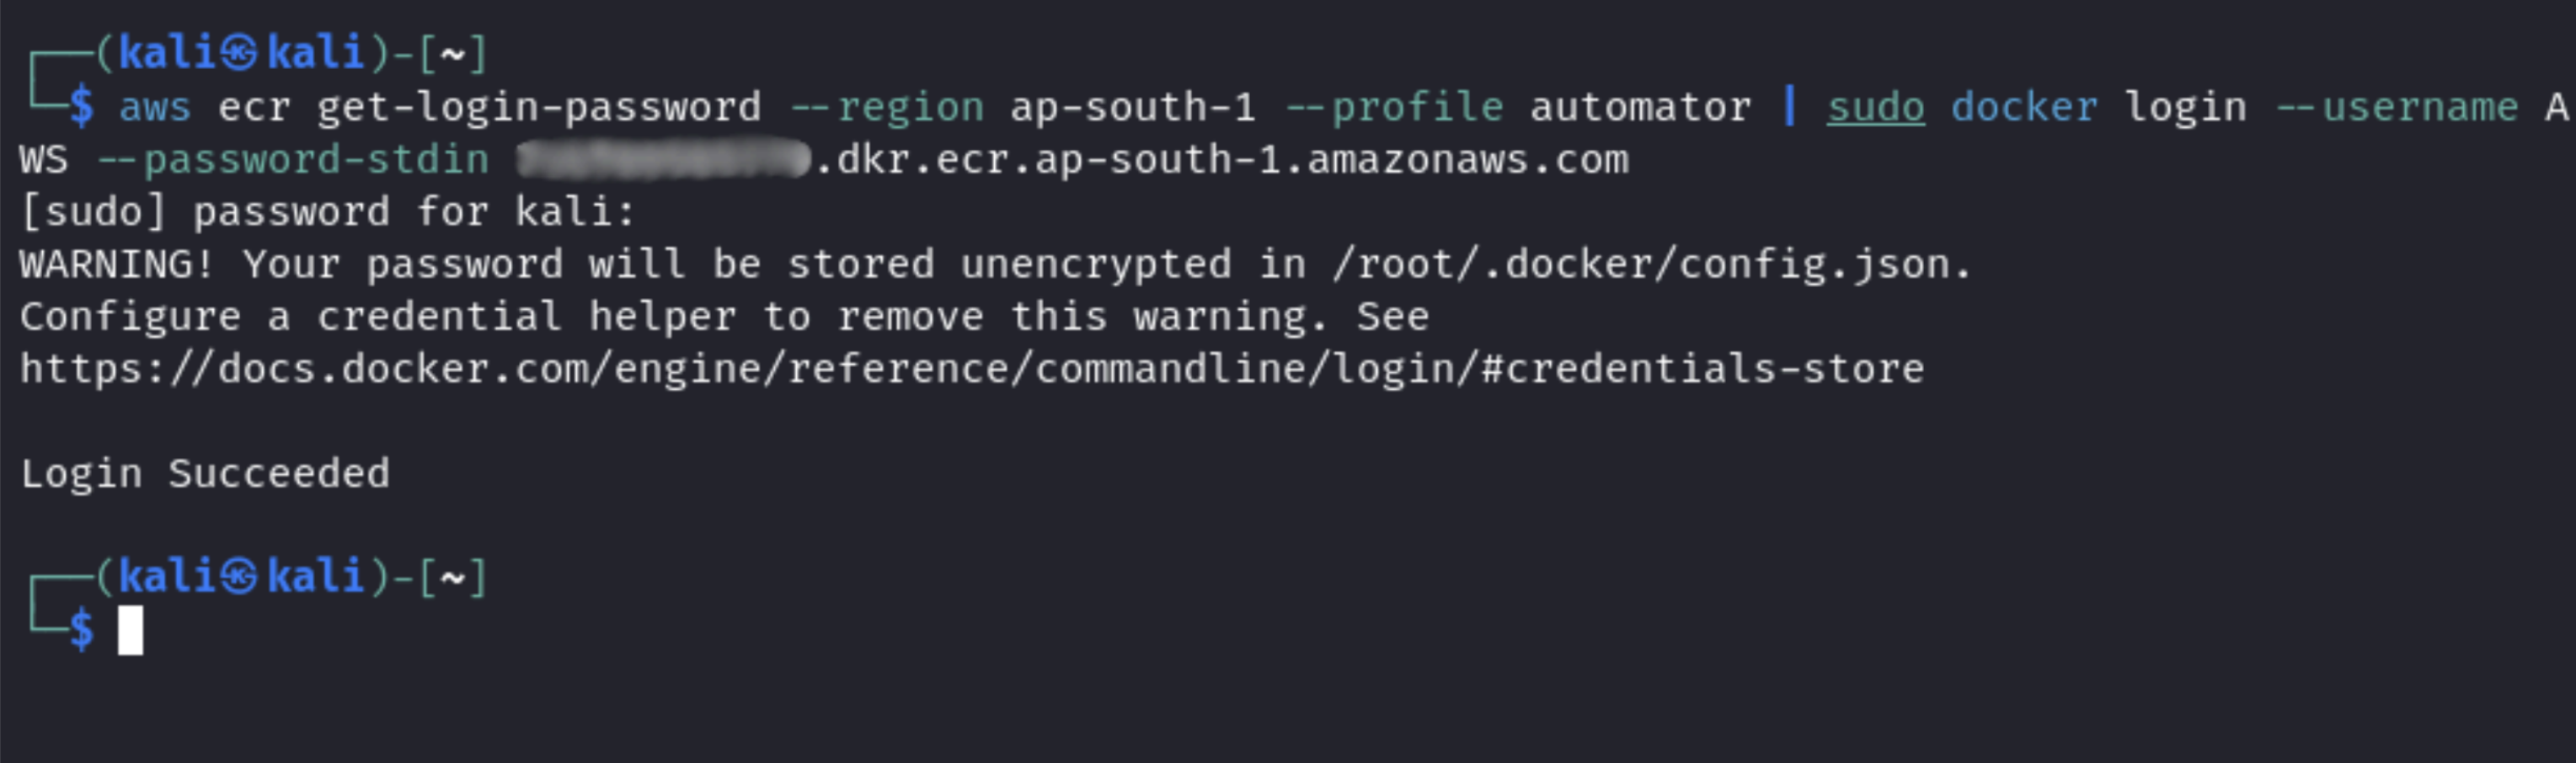 ┌──(kali㉿kali)-[~]
└─$ aws ecr get-login-password --region ap-south-1 --profile automator | sudo docker login --username A
WS --password-stdin .dkr.ecr.ap-south-1.amazonaws.com
[sudo] password for kali:
WARNING! Your password will be stored unencrypted in /root/.docker/config.json.
Configure a credential helper to remove this warning. See
https://docs.docker.com/engine/reference/commandline/login/#credentials-store
Login Succeeded
┌──(kali㉿kali)-[~]
└─$